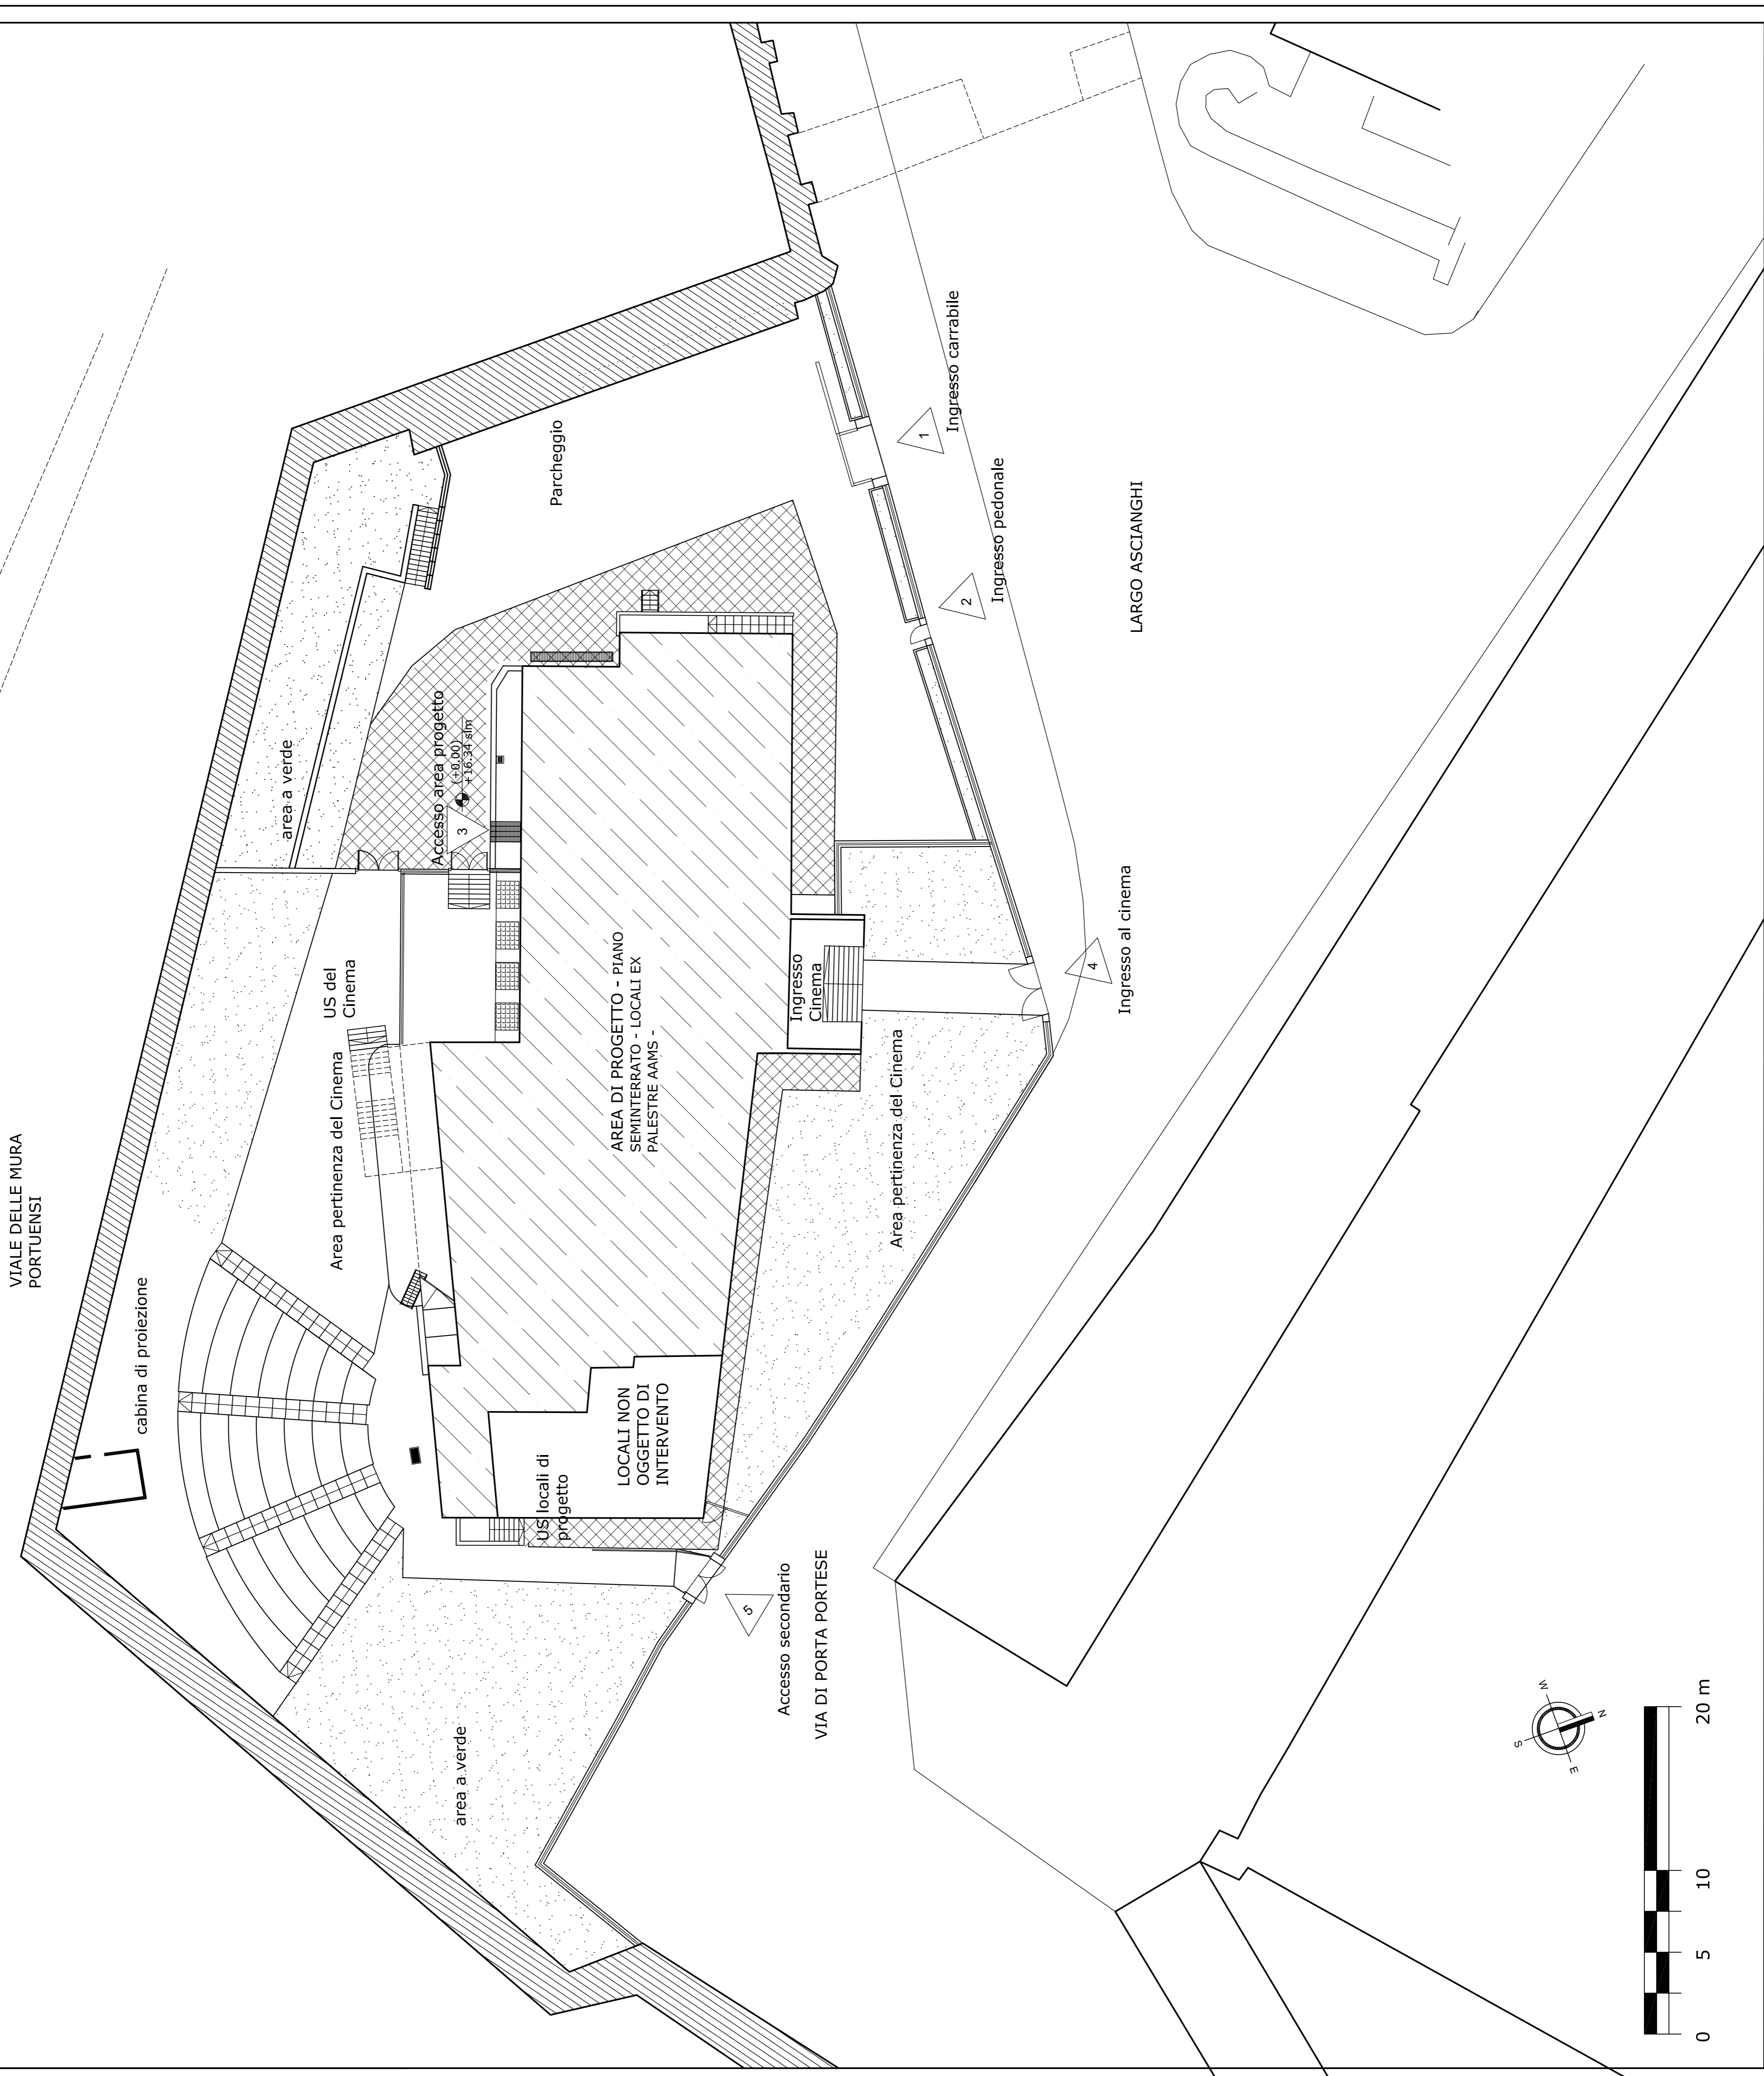 VIALE DELLE MURA
PORTUENSI
cabina di proiezione
area a verde
US del
Cinema
Area pertinenza del Cinema
Accesso area progetto
(+0.00)
+16.34 slm
3
area a verde
Parcheggio
US locali di
progetto
AREA DI PROGETTO - PIANO
SEMINTERRATO - LOCALI EX
PALESTRE AAMS -
LOCALI NON
OGGETTO DI
INTERVENTO
Ingresso
Cinema
Area pertinenza del Cinema
Accesso secondario
5
VIA DI PORTA PORTESE
1
Ingresso carrabile
2
Ingresso pedonale
4
Ingresso al cinema
LARGO ASCIANGHI
W
N
S
E
0
5
10
20 m